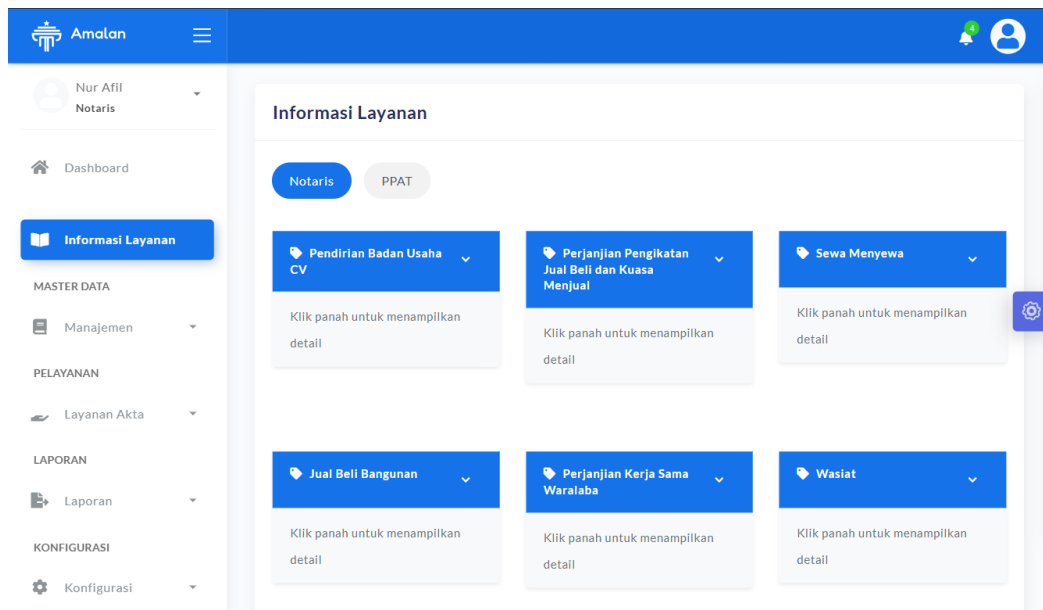 Amalan
4
Nur Afil
Notaris
Dashboard
Informasi Layanan
MASTER DATA
Manajemen
PELAYANAN
Layanan Akta
LAPORAN
Laporan
KONFIGURASI
Konfigurasi
Informasi Layanan
Notaris PPAT
Pendirian Badan Usaha
CV
Klik panah untuk menampilkan
detail
Perjanjian Pengikatan
Jual Beli dan Kuasa
Menjual
Klik panah untuk menampilkan
detail
Sewa Menyewa
Klik panah untuk menampilkan
detail
Jual Beli Bangunan
Klik panah untuk menampilkan
detail
Perjanjian Kerja Sama
Waralaba
Klik panah untuk menampilkan
detail
Wasiat
Klik panah untuk menampilkan
detail